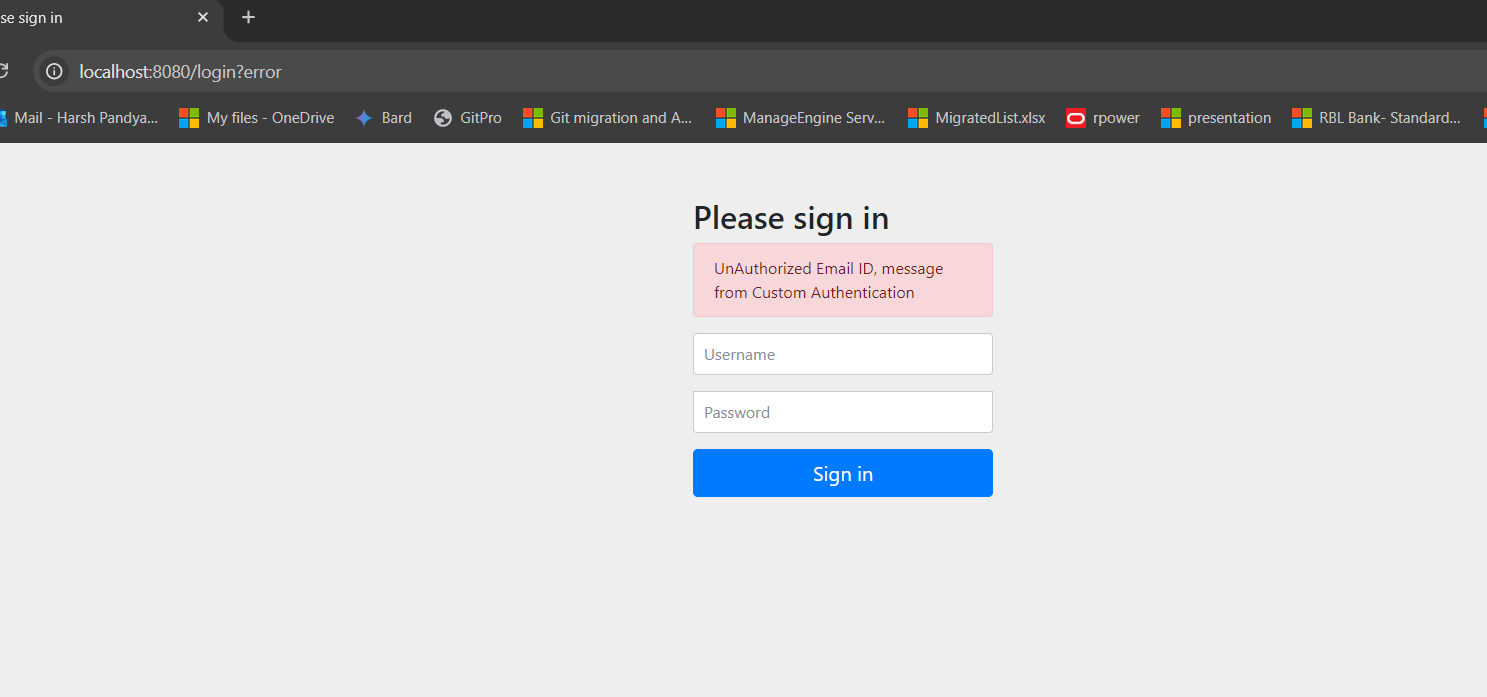 se sign in
localhost:8080/login?error
Mail - Harsh Pandya... My files - OneDrive Bard GitPro Git migration and A... ManageEngine Serv... MigratedList.xlsx rpower presentation RBL Bank- Standard...
Please sign in
UnAuthorized Email ID, message
from Custom Authentication
Username
Password
Sign in